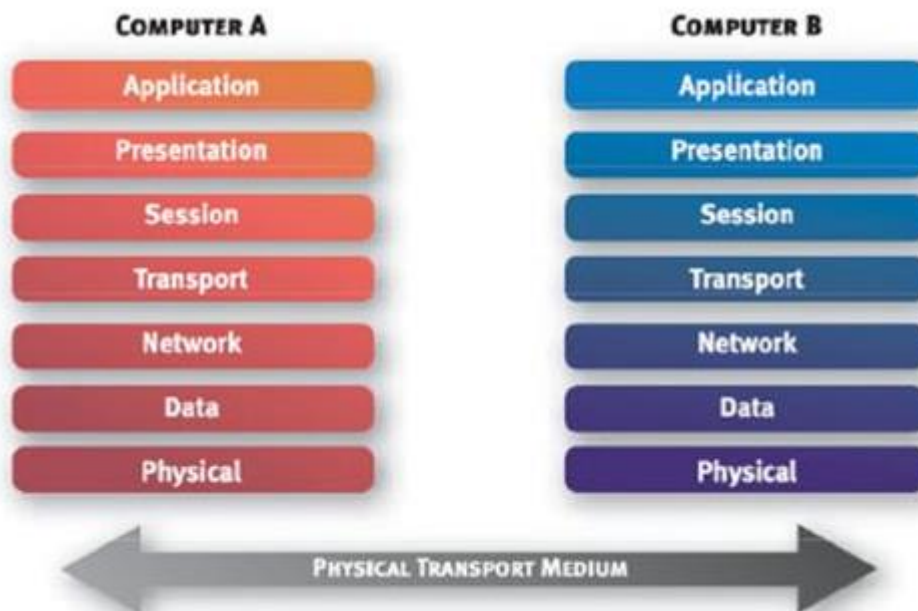 COMPUTER A
Application
Presentation
Session
Transport
Network
Data
Physical
COMPUTER B
Application
Presentation
Session
Transport
Network
Data
Physical
PHYSICAL TRANSPORT MEDIUM